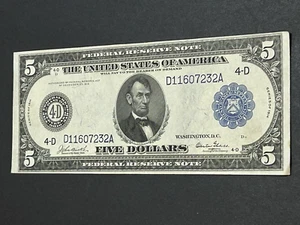 FEDERAL RESERVE NOTE
5 THE UNITED STATES OF AMERICA 5
WILL PAY TO THE BEARER ON DEMAND
D11607232A 4-D
4-D
4-D D11607232A
WASHINGTON, D.C.
5 FIVE DOLLARS 5
FEDERAL RESERVE NOTE